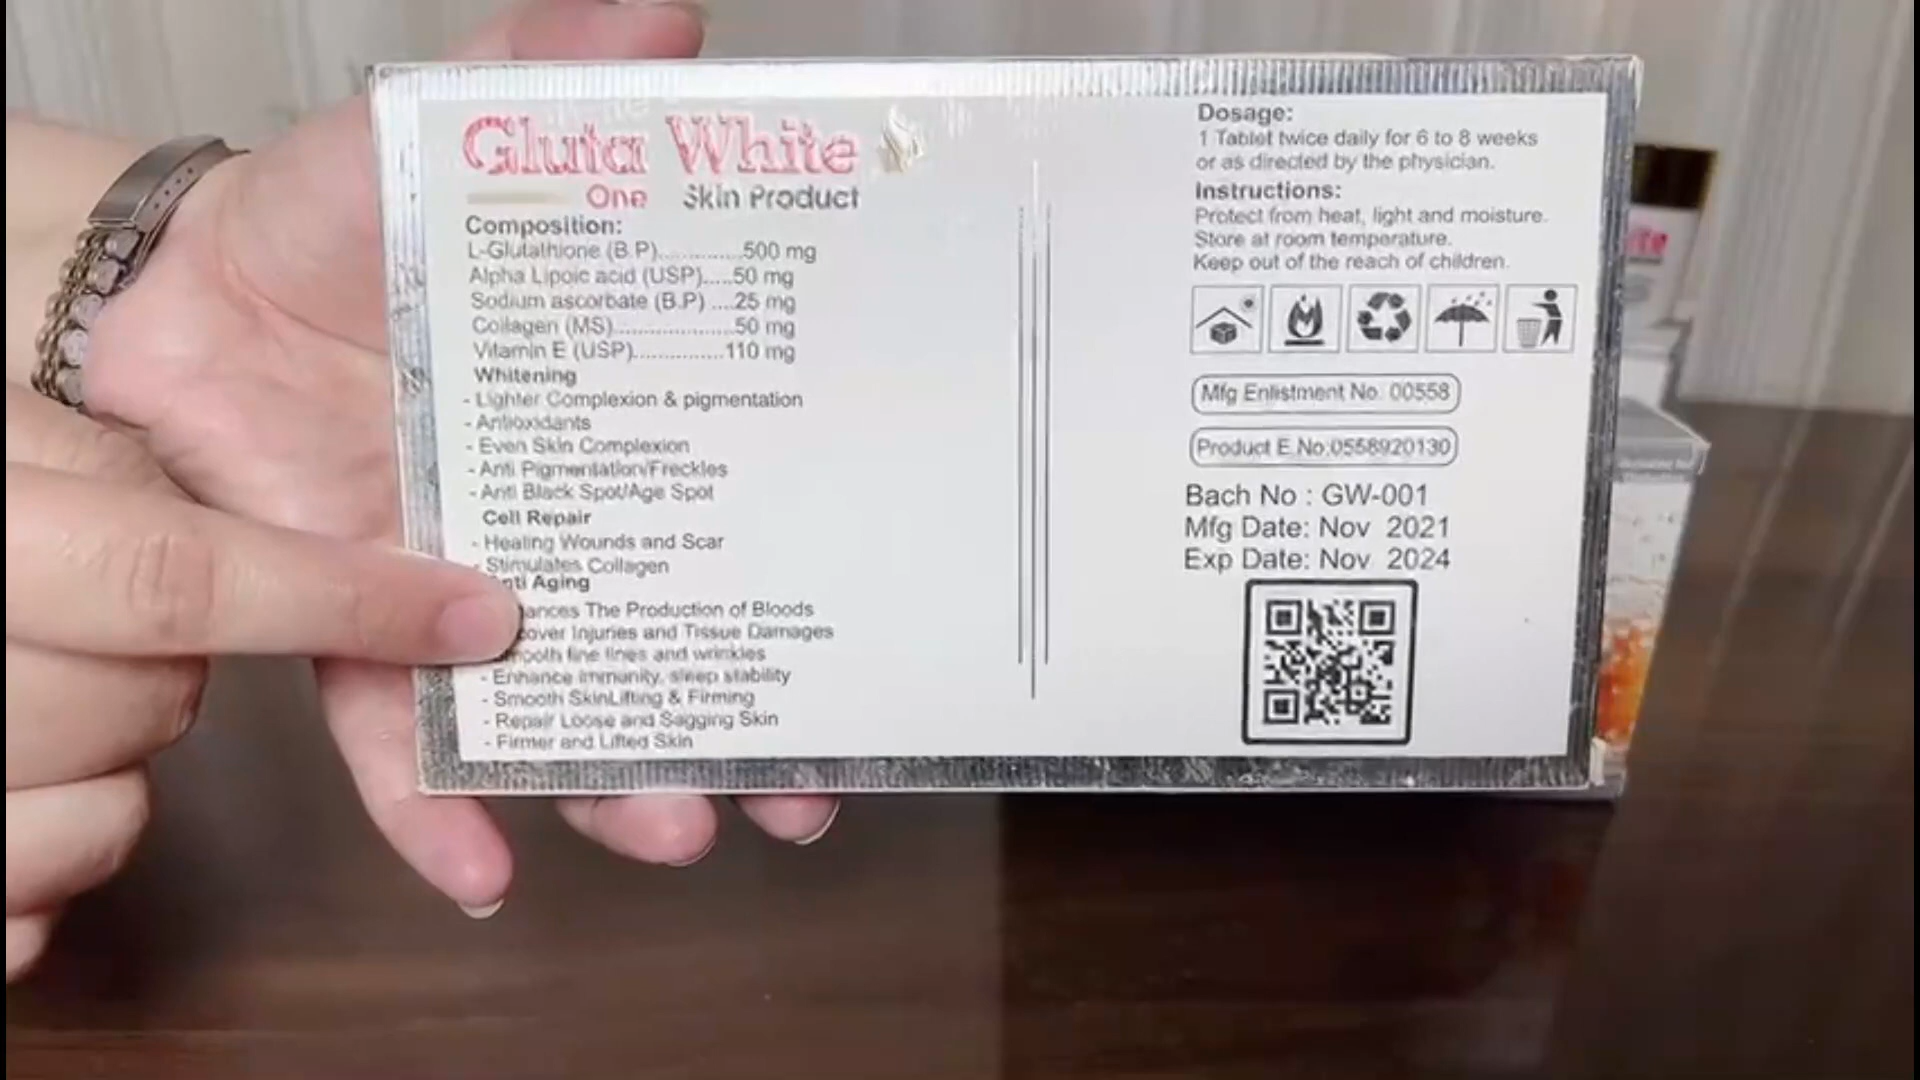 Gluta White
One Skin Product
Composition:
L-Glutathione (B.P)..............500 mg
Alpha Lipoic acid (USP).....50 mg
Sodium ascorbate (B.P) ....25 mg
Collagen (MS)....................50 mg
Vitamin E (USP)...............110 mg
Whitening
- Lighter Complexion & pigmentation
- Antioxidants
- Even Skin Complexion
- Anti Pigmentation/Freckles
- Anti Black Spot/Age Spot
Cell Repair
- Healing Wounds and Scar
- Stimulates Collagen
Aging
The Production of Bloods
Injuries and Tissue Damages
fine lines and wrinkles
- Enhance immunity, sleep stability
- Smooth SkinLifting & Firming
- Repair Loose and Sagging Skin
- Firmer and Lifted Skin
Dosage:
1 Tablet twice daily for 6 to 8 weeks
or as directed by the physician.
Instructions:
Protect from heat, light and moisture.
Store at room temperature.
Keep out of the reach of children.
Mfg Enlistment No. 00558
Product E.No:0558920130
Bach No : GW-001
Mfg Date: Nov 2021
Exp Date: Nov 2024